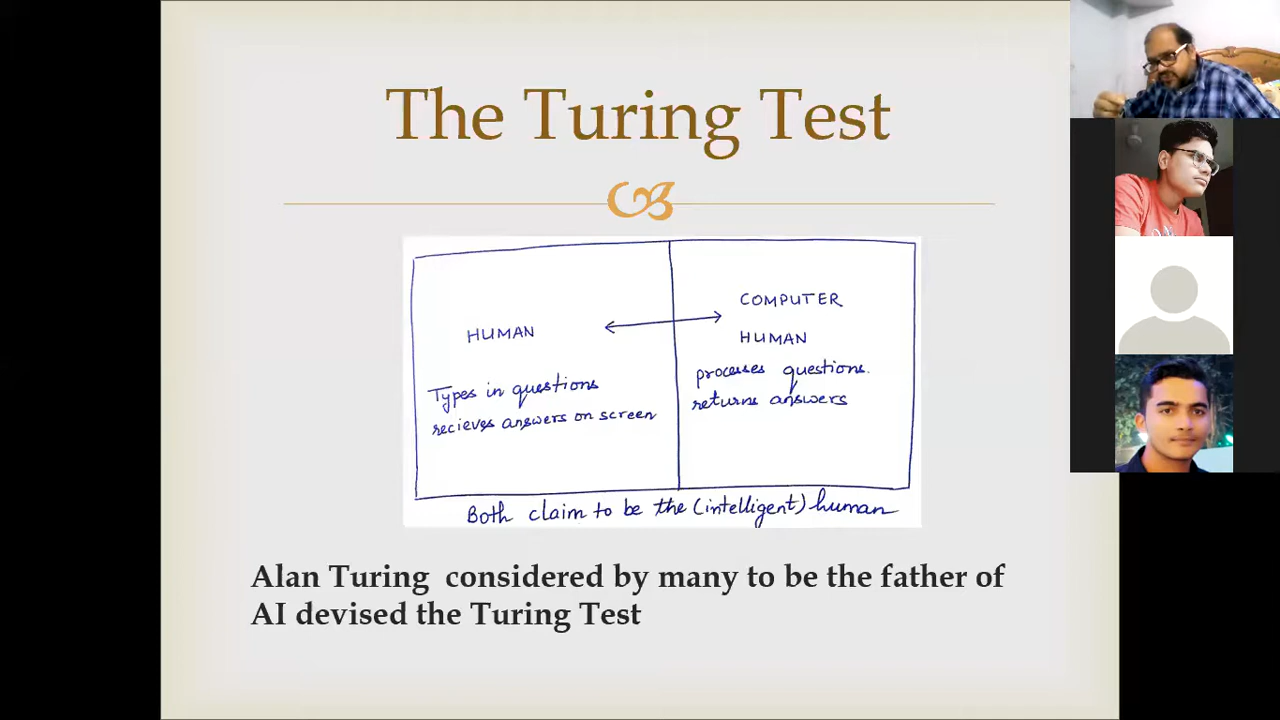 The Turing Test
HUMAN
Types in questions
recieves answers on screen
COMPUTER
HUMAN
processes questions.
returns answers
Both claim to be the (intelligent) human
Alan Turing considered by many to be the father of
AI devised the Turing Test